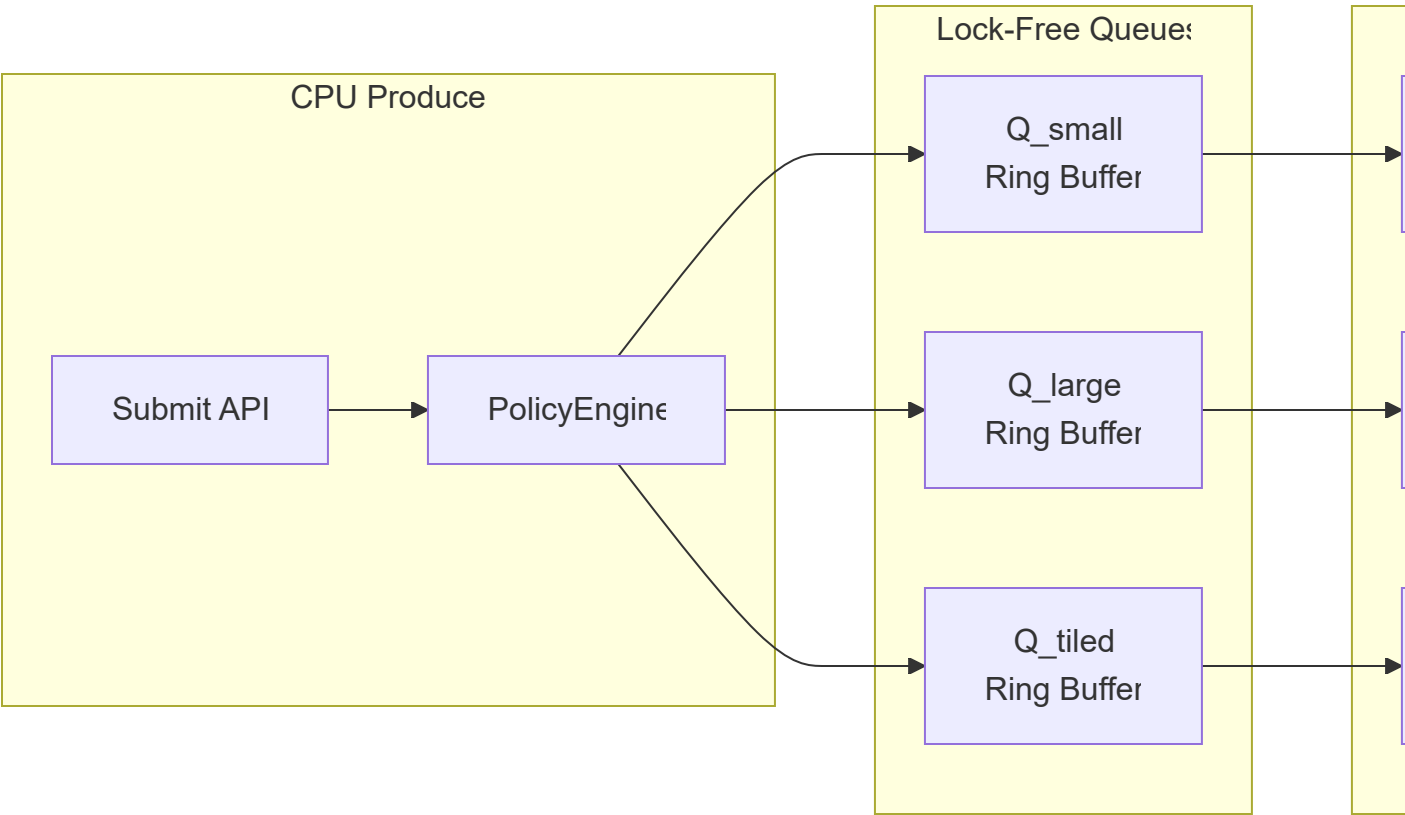 CPU Produce
Submit API
PolicyEngine
Lock-Free Queues
Q_small
Ring Buffer
Q_large
Ring Buffer
Q_tiled
Ring Buffer